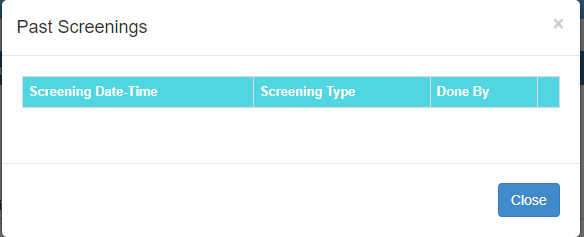 Past Screenings
×
Screening Date-Time Screening Type Done By
Close